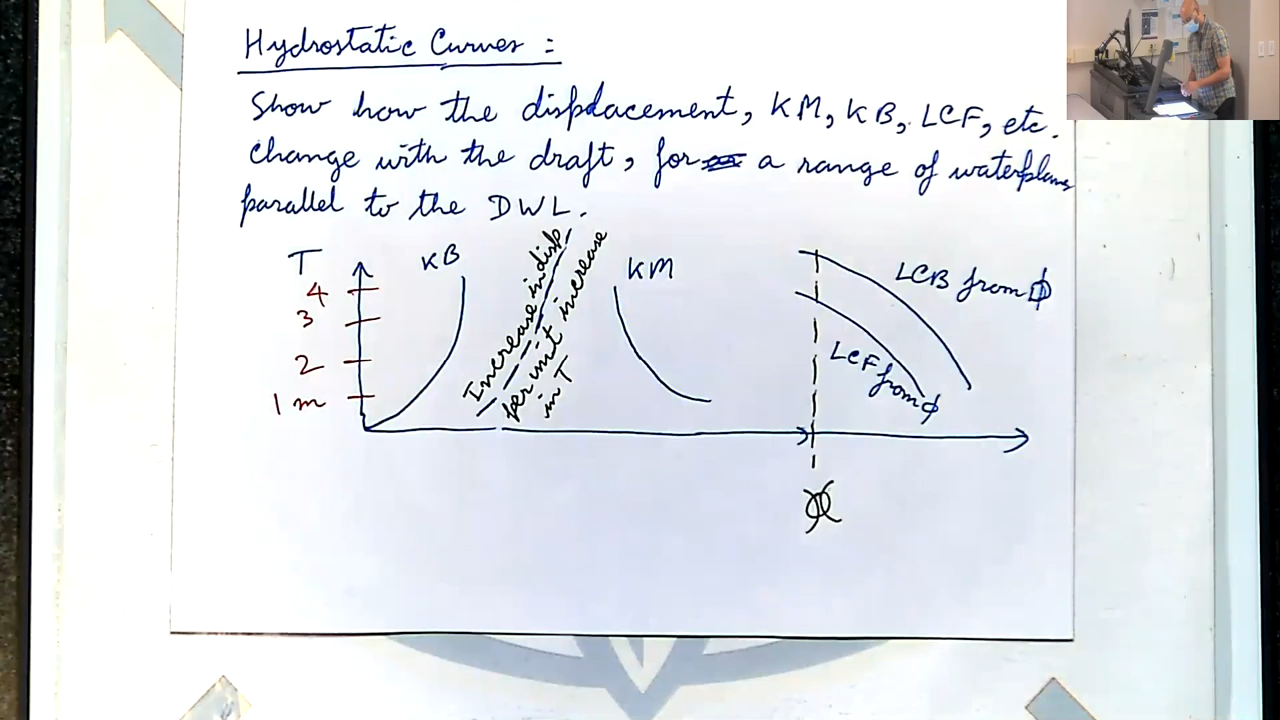 Hydrostatic Curves :
Show how the displacement, KM, KB, LCF, etc.
change with the draft, for a range of waterplanes
parallel to the DWL.
T
4
3
2
1 m
KB
Increase in disp
per unit increase
in T
KM
LCB from
LCF from